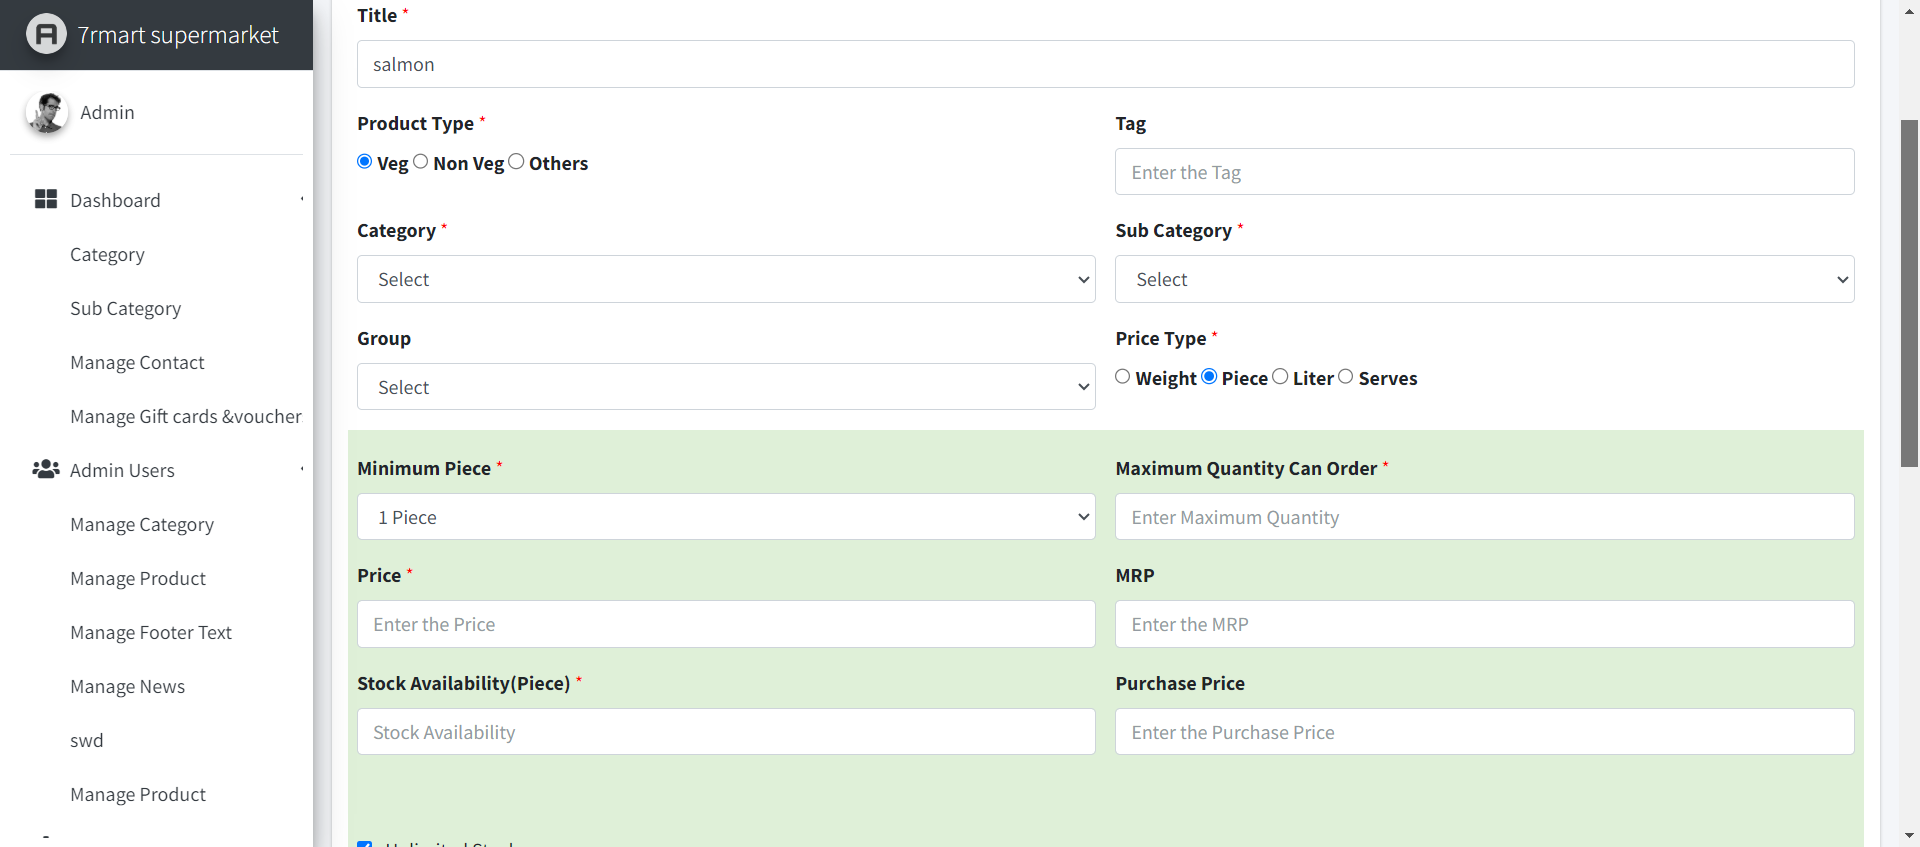 7rmart supermarket
Admin
Dashboard
Category
Sub Category
Manage Contact
Manage Gift cards &voucher
Admin Users
Manage Category
Manage Product
Manage Footer Text
Manage News
swd
Manage Product
Title *
salmon
Product Type *
Veg Non Veg Others
Tag
Enter the Tag
Category *
Select
Sub Category *
Select
Group
Select
Price Type *
Weight Piece Liter Serves
Minimum Piece *
1 Piece
Maximum Quantity Can Order *
Enter Maximum Quantity
Price *
Enter the Price
MRP
Enter the MRP
Stock Availability(Piece) *
Stock Availability
Purchase Price
Enter the Purchase Price